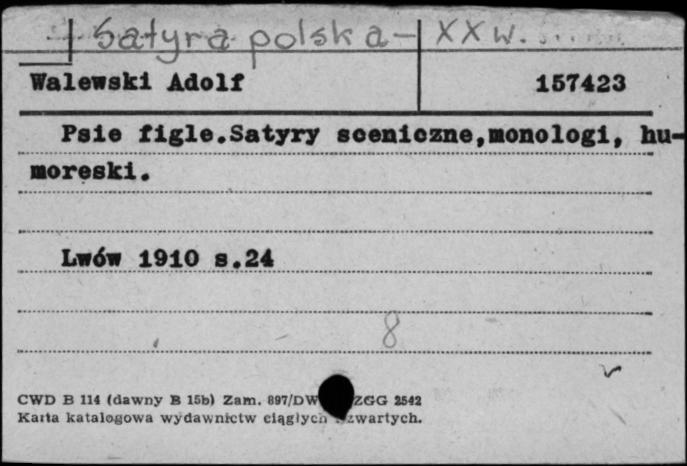 Satyra polska - XX w.
Walewski Adolf 157423
Psie figle.Satyry sceniczne,monologi, hu-
moreski.
Lwów 1910 s.24
8
CWD B 114 (dawny B 15b) Zam. 897/DW ZGG 2542
Karta katalogowa wydawnictw ciągłych zwartych.